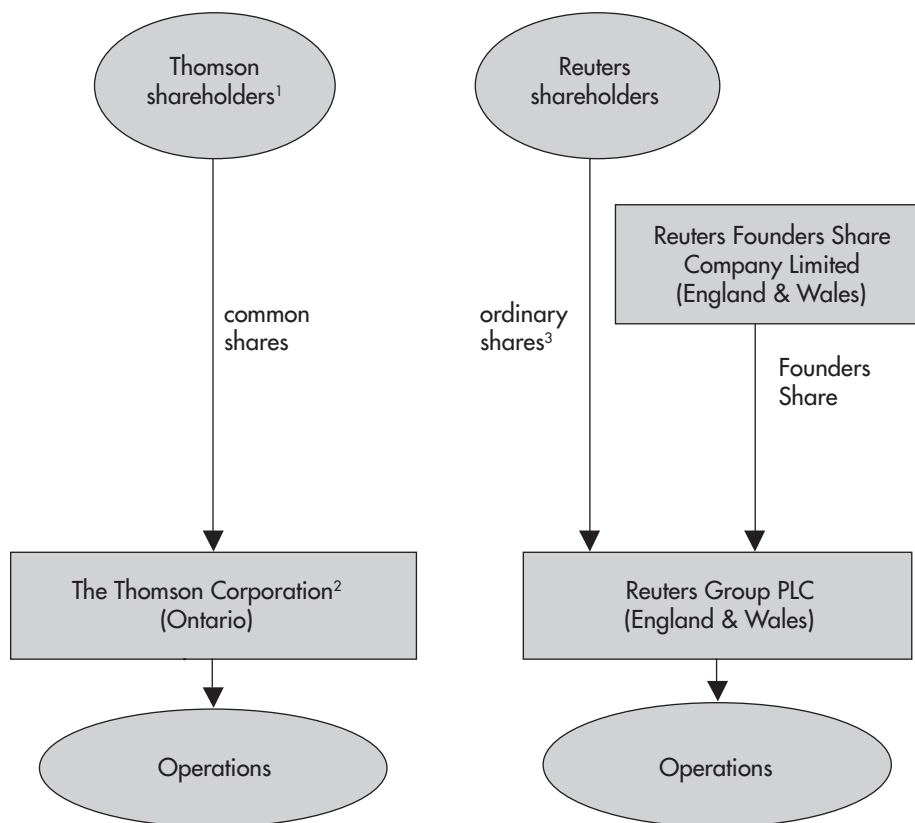 Thomson
shareholders¹
Reuters
shareholders
Reuters Founders Share
Company Limited
(England & Wales)
common
shares
ordinary
shares³
Founders
Share
The Thomson Corporation²
(Ontario)
Reuters Group PLC
(England & Wales)
Operations
Operations